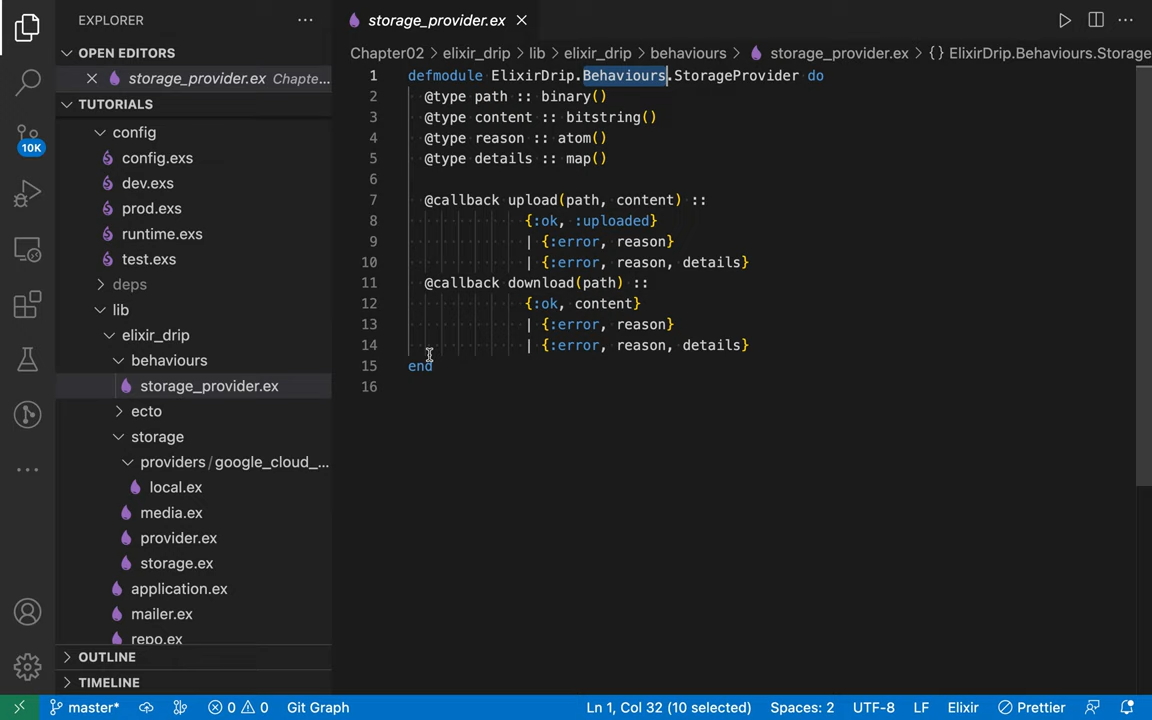 EXPLORER
OPEN EDITORS
storage_provider.ex Chapte...
TUTORIALS
config
config.exs
dev.exs
prod.exs
runtime.exs
test.exs
deps
lib
elixir_drip
behaviours
storage_provider.ex
ecto
storage
providers/google_cloud_...
local.ex
media.ex
provider.ex
storage.ex
application.ex
mailer.ex
repo.ex
OUTLINE
TIMELINE
10K
storage_provider.ex
Chapter02 > elixir_drip > lib > elixir_drip > behaviours > storage_provider.ex > {} ElixirDrip.Behaviours.Storage
1 defmodule ElixirDrip.Behaviours.StorageProvider do
2 @type path :: binary()
3 @type content :: bitstring()
4 @type reason :: atom()
5 @type details :: map()
6
7 @callback upload(path, content) ::
8 {:ok, :uploaded}
9 | {:error, reason}
10 | {:error, reason, details}
11 @callback download(path) ::
12 {:ok, content}
13 | {:error, reason}
14 | {:error, reason, details}
15 end
16
master* 0 0 Git Graph Ln 1, Col 32 (10 selected) Spaces: 2 UTF-8 LF Elixir Prettier